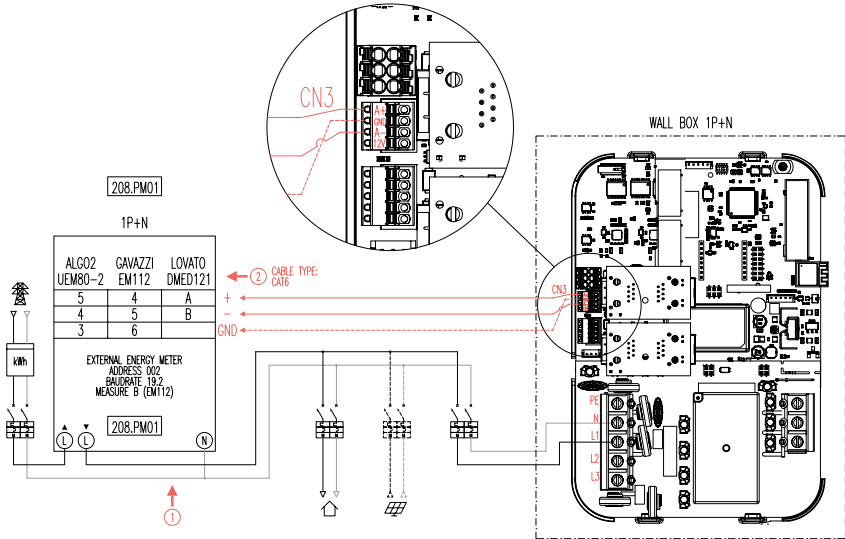 CN3
A+
GND
A-
12V
WALL BOX 1P+N
208.PM01
1P+N
ALGO2 UEM80-2
GAVAZZI EM112
LOVATO DMED121
2 CABLE TYPE:
CAT6
5 4 A +
4 5 B -
3 6 GND
CN3
kWh
EXTERNAL ENERGY METER
ADDRESS 002
BAUDRATE 19.2
MEASURE B (EM112)
208.PM01
L L N
1
PE
N
L1
L2
L3